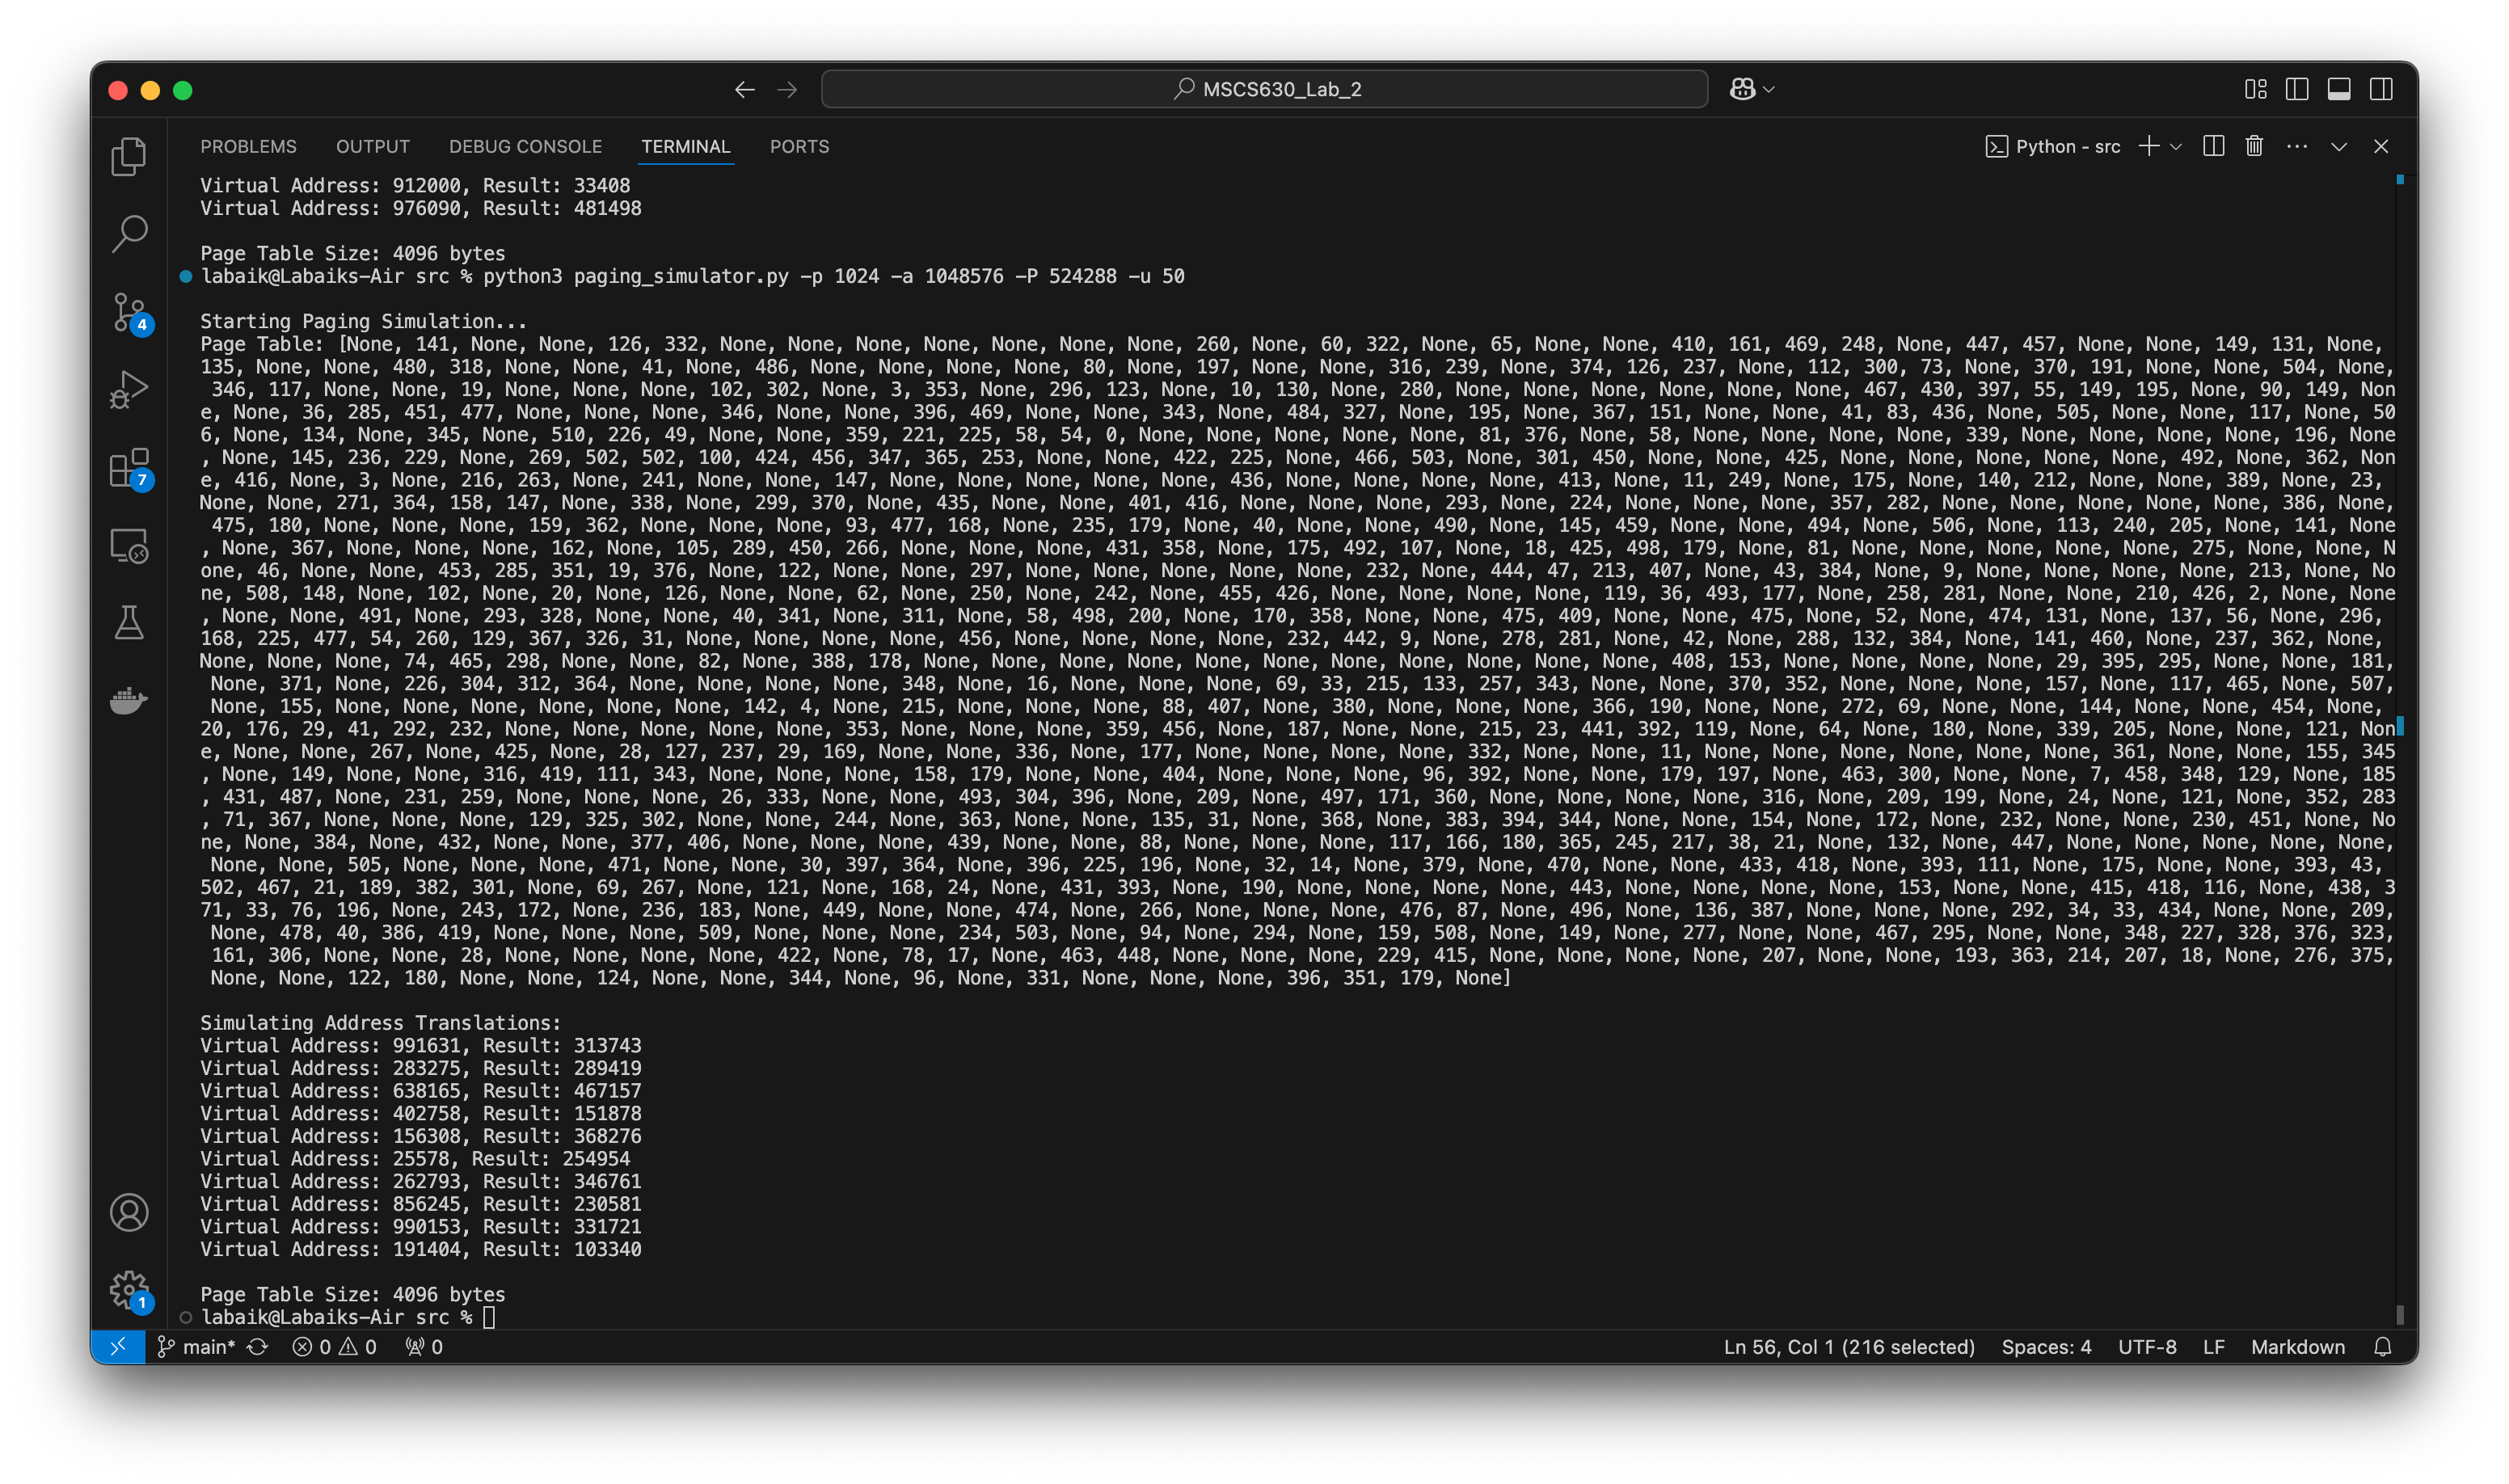 MSCS630_Lab_2
PROBLEMS OUTPUT DEBUG CONSOLE TERMINAL PORTS
Python - src
Virtual Address: 912000, Result: 33408
Virtual Address: 976090, Result: 481498
Page Table Size: 4096 bytes
labaik@Labaiks-Air src % python3 paging_simulator.py -p 1024 -a 1048576 -P 524288 -u 50
Starting Paging Simulation...
Page Table: [None, 141, None, None, 126, 332, None, None, None, None, None, None, None, 260, None, 60, 322, None, 65, None, None, 410, 161, 469, 248, None, 447, 457, None, None, 149, 131, None,
135, None, None, 480, 318, None, None, 41, None, 486, None, None, None, None, 80, None, 197, None, None, 316, 239, None, 374, 126, 237, None, 112, 300, 73, None, 370, 191, None, None, 504, None,
346, 117, None, None, 19, None, None, None, 102, 302, None, 3, 353, None, 296, 123, None, 10, 130, None, 280, None, None, None, None, None, None, 467, 430, 397, 55, 149, 195, None, 90, 149, Non
e, None, 36, 285, 451, 477, None, None, None, 346, None, None, 396, 469, None, None, 343, None, 484, 327, None, 195, None, 367, 151, None, None, 41, 83, 436, None, 505, None, None, 117, None, 50
6, None, 134, None, 345, None, 510, 226, 49, None, None, 359, 221, 225, 58, 54, 0, None, None, None, None, None, 81, 376, None, 58, None, None, None, None, 339, None, None, None, None, 196, None
, None, 145, 236, 229, None, 269, 502, 502, 100, 424, 456, 347, 365, 253, None, None, 422, 225, None, 466, 503, None, 301, 450, None, None, 425, None, None, None, None, None, 492, None, 362, Non
e, 416, None, 3, None, 216, 263, None, 241, None, None, 147, None, None, None, None, None, 436, None, None, None, None, 413, None, 11, 249, None, 175, None, 140, 212, None, None, 389, None, 23,
None, None, 271, 364, 158, 147, None, 338, None, 299, 370, None, 435, None, None, 401, 416, None, None, None, 293, None, 224, None, None, None, 357, 282, None, None, None, None, None, 386, None,
475, 180, None, None, None, 159, 362, None, None, None, 93, 477, 168, None, 235, 179, None, 40, None, None, 490, None, 145, 459, None, None, 494, None, 506, None, 113, 240, 205, None, 141, None
, None, 367, None, None, None, 162, None, 105, 289, 450, 266, None, None, None, 431, 358, None, 175, 492, 107, None, 18, 425, 498, 179, None, 81, None, None, None, None, None, 275, None, None, N
one, 46, None, None, 453, 285, 351, 19, 376, None, 122, None, None, 297, None, None, None, None, None, 232, None, 444, 47, 213, 407, None, 43, 384, None, 9, None, None, None, None, 213, None, No
ne, 508, 148, None, 102, None, 20, None, 126, None, None, 62, None, 250, None, 242, None, 455, 426, None, None, None, None, 119, 36, 493, 177, None, 258, 281, None, None, 210, 426, 2, None, None
, None, None, 491, None, 293, 328, None, None, 40, 341, None, 311, None, 58, 498, 200, None, 170, 358, None, None, 475, 409, None, None, 475, None, 52, None, 474, 131, None, 137, 56, None, 296,
168, 225, 477, 54, 260, 129, 367, 326, 31, None, None, None, None, 456, None, None, None, None, 232, 442, 9, None, 278, 281, None, 42, None, 288, 132, 384, None, 141, 460, None, 237, 362, None,
None, None, None, 74, 465, 298, None, None, 82, None, 388, 178, None, None, None, None, None, None, None, None, None, None, None, 408, 153, None, None, None, None, 29, 395, 295, None, None, 181,
None, 371, None, 226, 304, 312, 364, None, None, None, None, 348, None, 16, None, None, None, 69, 33, 215, 133, 257, 343, None, None, 370, 352, None, None, None, 157, None, 117, 465, None, 507,
None, 155, None, None, None, None, None, None, 142, 4, None, 215, None, None, None, 88, 407, None, 380, None, None, None, 366, 190, None, None, 272, 69, None, None, 144, None, None, 454, None,
20, 176, 29, 41, 292, 232, None, None, None, None, None, 353, None, None, None, 359, 456, None, 187, None, None, 215, 23, 441, 392, 119, None, 64, None, 180, None, 339, 205, None, None, 121, Non
e, None, None, 267, None, 425, None, 28, 127, 237, 29, 169, None, None, 336, None, 177, None, None, None, None, 332, None, None, 11, None, None, None, None, None, None, 361, None, None, 155, 345
, None, 149, None, None, 316, 419, 111, 343, None, None, None, 158, 179, None, None, 404, None, None, None, 96, 392, None, None, 179, 197, None, 463, 300, None, None, 7, 458, 348, 129, None, 185
, 431, 487, None, 231, 259, None, None, None, 26, 333, None, None, 493, 304, 396, None, 209, None, 497, 171, 360, None, None, None, None, 316, None, 209, 199, None, 24, None, 121, None, 352, 283
, 71, 367, None, None, None, 129, 325, 302, None, None, 244, None, 363, None, None, 135, 31, None, 368, None, 383, 394, 344, None, None, 154, None, 172, None, 232, None, None, 230, 451, None, No
ne, None, 384, None, 432, None, None, 377, 406, None, None, None, 439, None, None, 88, None, None, None, 117, 166, 180, 365, 245, 217, 38, 21, None, 132, None, 447, None, None, None, None, None,
None, None, 505, None, None, None, 471, None, None, 30, 397, 364, None, 396, 225, 196, None, 32, 14, None, 379, None, 470, None, None, 433, 418, None, 393, 111, None, 175, None, None, 393, 43,
502, 467, 21, 189, 382, 301, None, 69, 267, None, 121, None, 168, 24, None, 431, 393, None, 190, None, None, None, None, 443, None, None, None, None, 153, None, None, 415, 418, 116, None, 438, 3
71, 33, 76, 196, None, 243, 172, None, 236, 183, None, 449, None, None, 474, None, 266, None, None, None, 476, 87, None, 496, None, 136, 387, None, None, None, 292, 34, 33, 434, None, None, 209,
None, 478, 40, 386, 419, None, None, None, 509, None, None, None, 234, 503, None, 94, None, 294, None, 159, 508, None, 149, None, 277, None, None, 467, 295, None, None, 348, 227, 328, 376, 323,
161, 306, None, None, 28, None, None, None, None, 422, None, 78, 17, None, 463, 448, None, None, None, 229, 415, None, None, None, None, 207, None, None, 193, 363, 214, 207, 18, None, 276, 375,
None, None, 122, 180, None, None, 124, None, None, 344, None, 96, None, 331, None, None, None, 396, 351, 179, None]
Simulating Address Translations:
Virtual Address: 991631, Result: 313743
Virtual Address: 283275, Result: 289419
Virtual Address: 638165, Result: 467157
Virtual Address: 402758, Result: 151878
Virtual Address: 156308, Result: 368276
Virtual Address: 25578, Result: 254954
Virtual Address: 262793, Result: 346761
Virtual Address: 856245, Result: 230581
Virtual Address: 990153, Result: 331721
Virtual Address: 191404, Result: 103340
Page Table Size: 4096 bytes
labaik@Labaiks-Air src %
4
7
1
main* 0 0 0 Ln 56, Col 1 (216 selected) Spaces: 4 UTF-8 LF Markdown